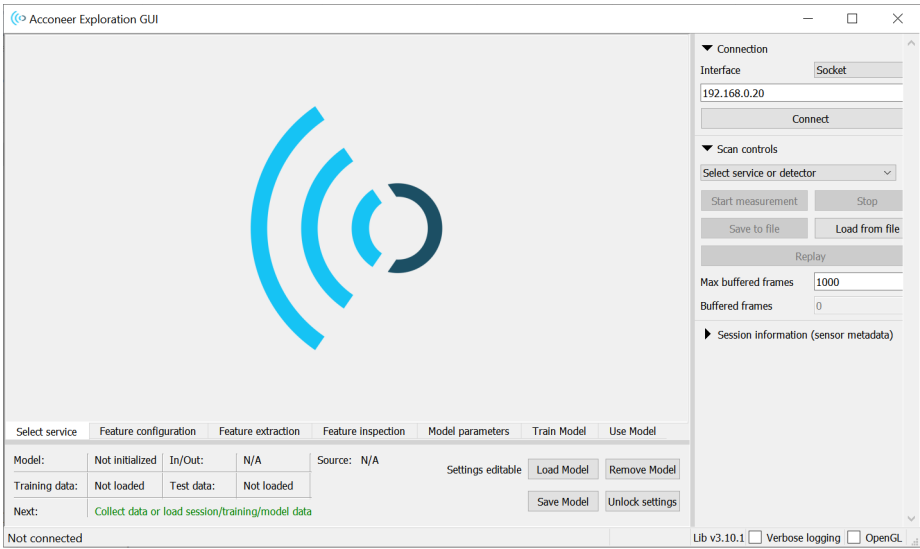 Acconeer Exploration GUI
Connection
Interface Socket
192.168.0.20
Connect
Scan controls
Select service or detector
Start measurement Stop
Save to file Load from file
Replay
Max buffered frames 1000
Buffered frames 0
Session information (sensor metadata)
Select service Feature configuration Feature extraction Feature inspection Model parameters Train Model Use Model
Model: Not initialized In/Out: N/A Source: N/A Settings editable Load Model Remove Model
Training data: Not loaded Test data: Not loaded
Save Model Unlock settings
Next: Collect data or load session/training/model data
Not connected Lib v3.10.1 Verbose logging OpenGL